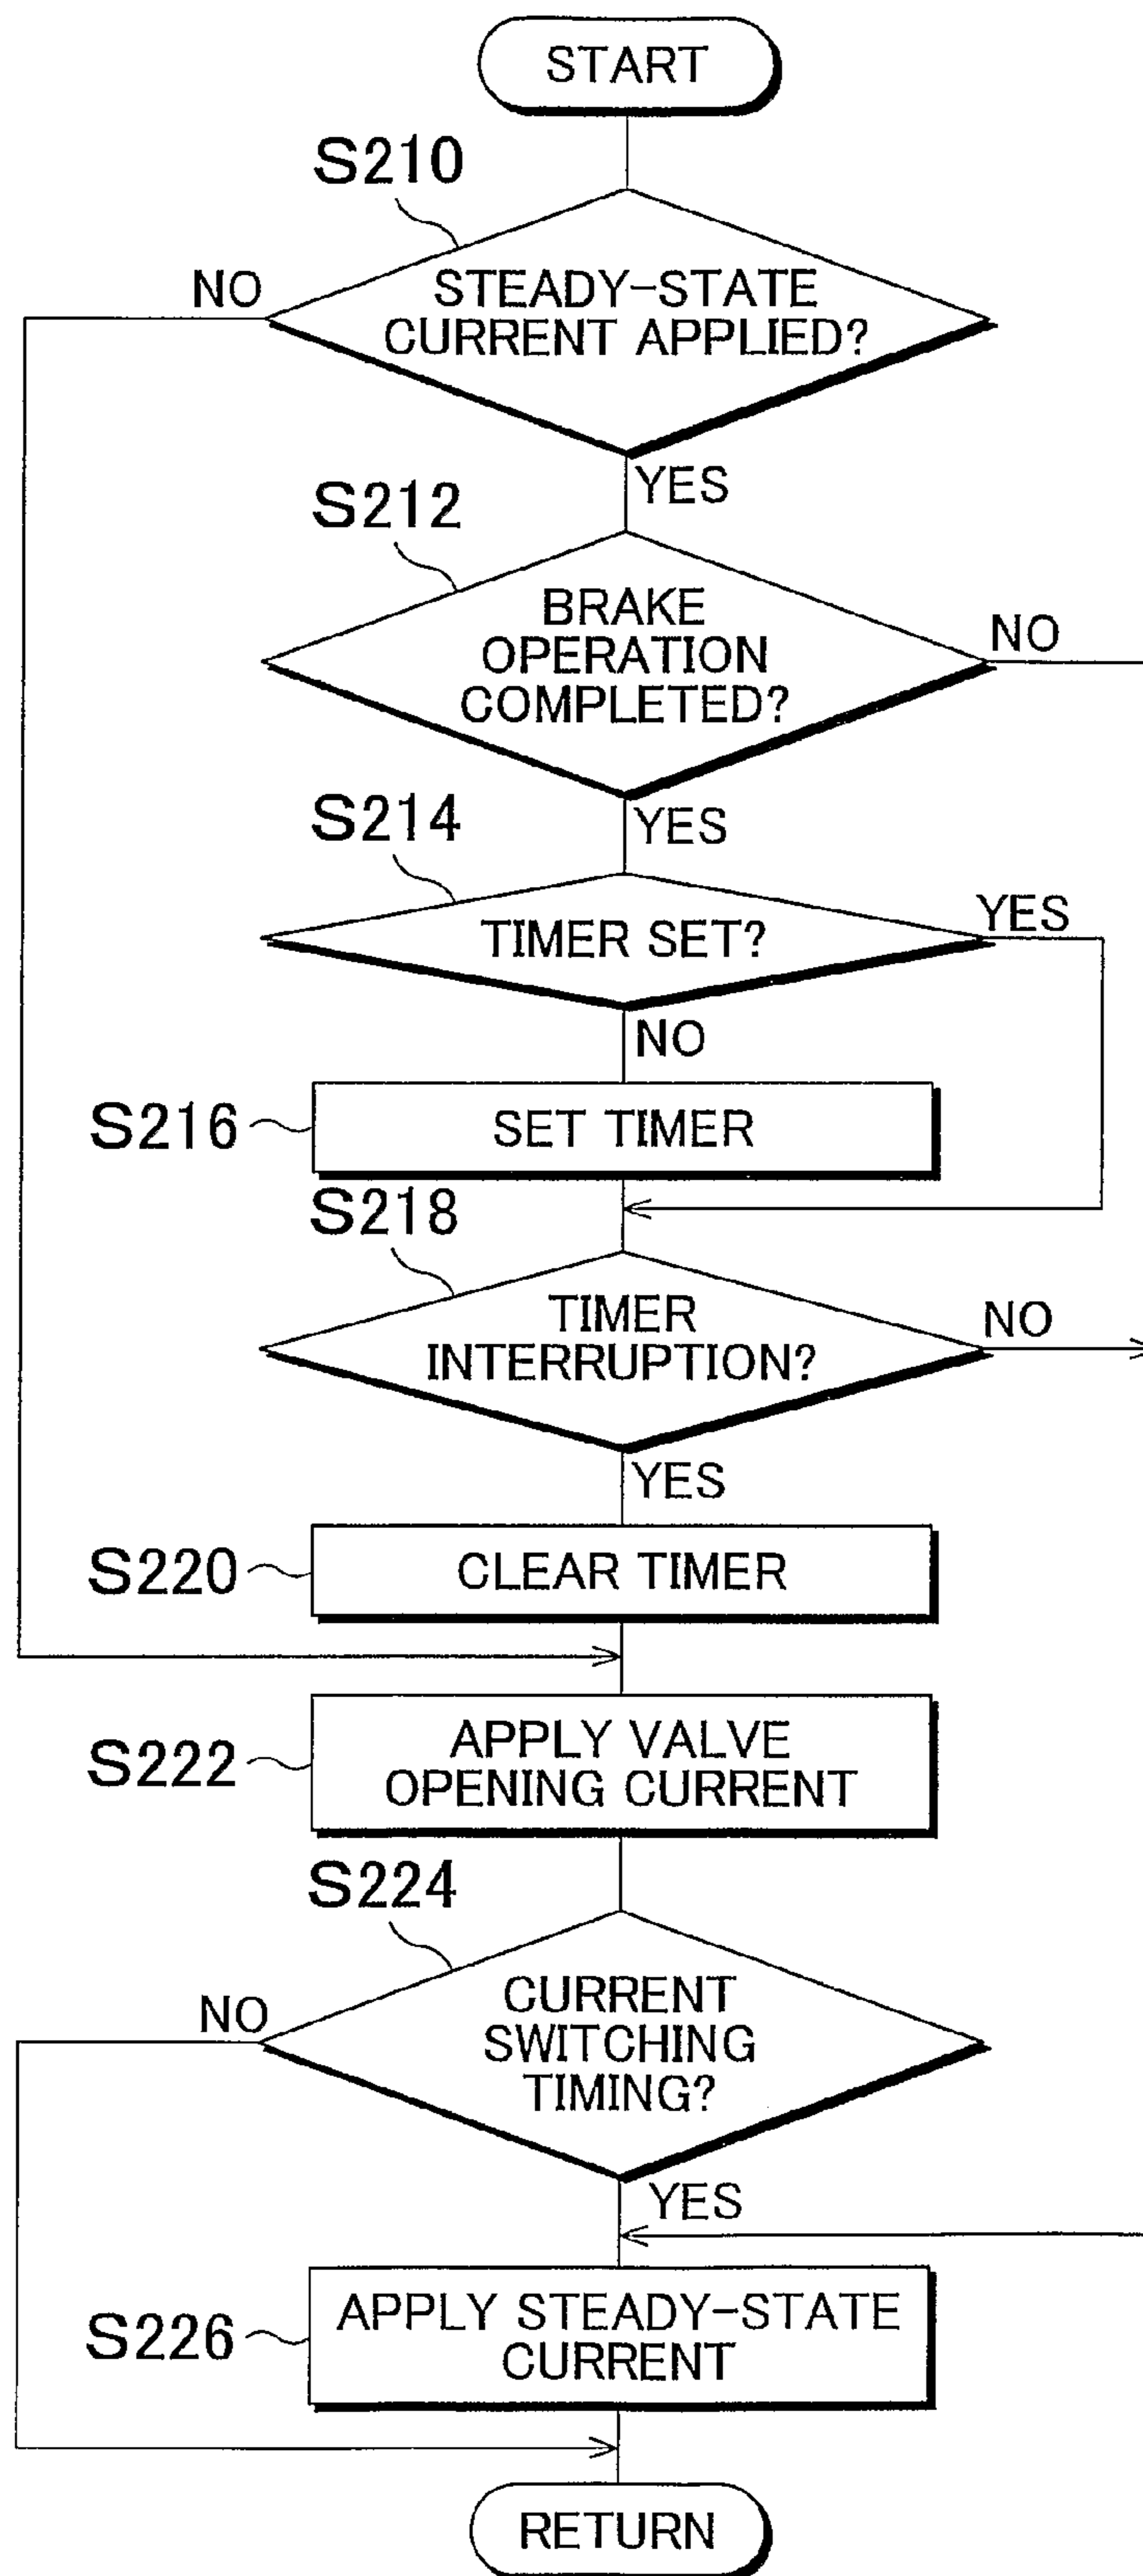 START
S210
NO
STEADY-STATE
CURRENT APPLIED?
YES
S212
BRAKE
OPERATION
COMPLETED?
NO
YES
S214
TIMER SET?
YES
NO
S216
SET TIMER
S218
TIMER
INTERRUPTION?
NO
YES
S220
CLEAR TIMER
S222
APPLY VALVE
OPENING CURRENT
S224
NO
CURRENT
SWITCHING
TIMING?
YES
S226
APPLY STEADY-STATE
CURRENT
RETURN